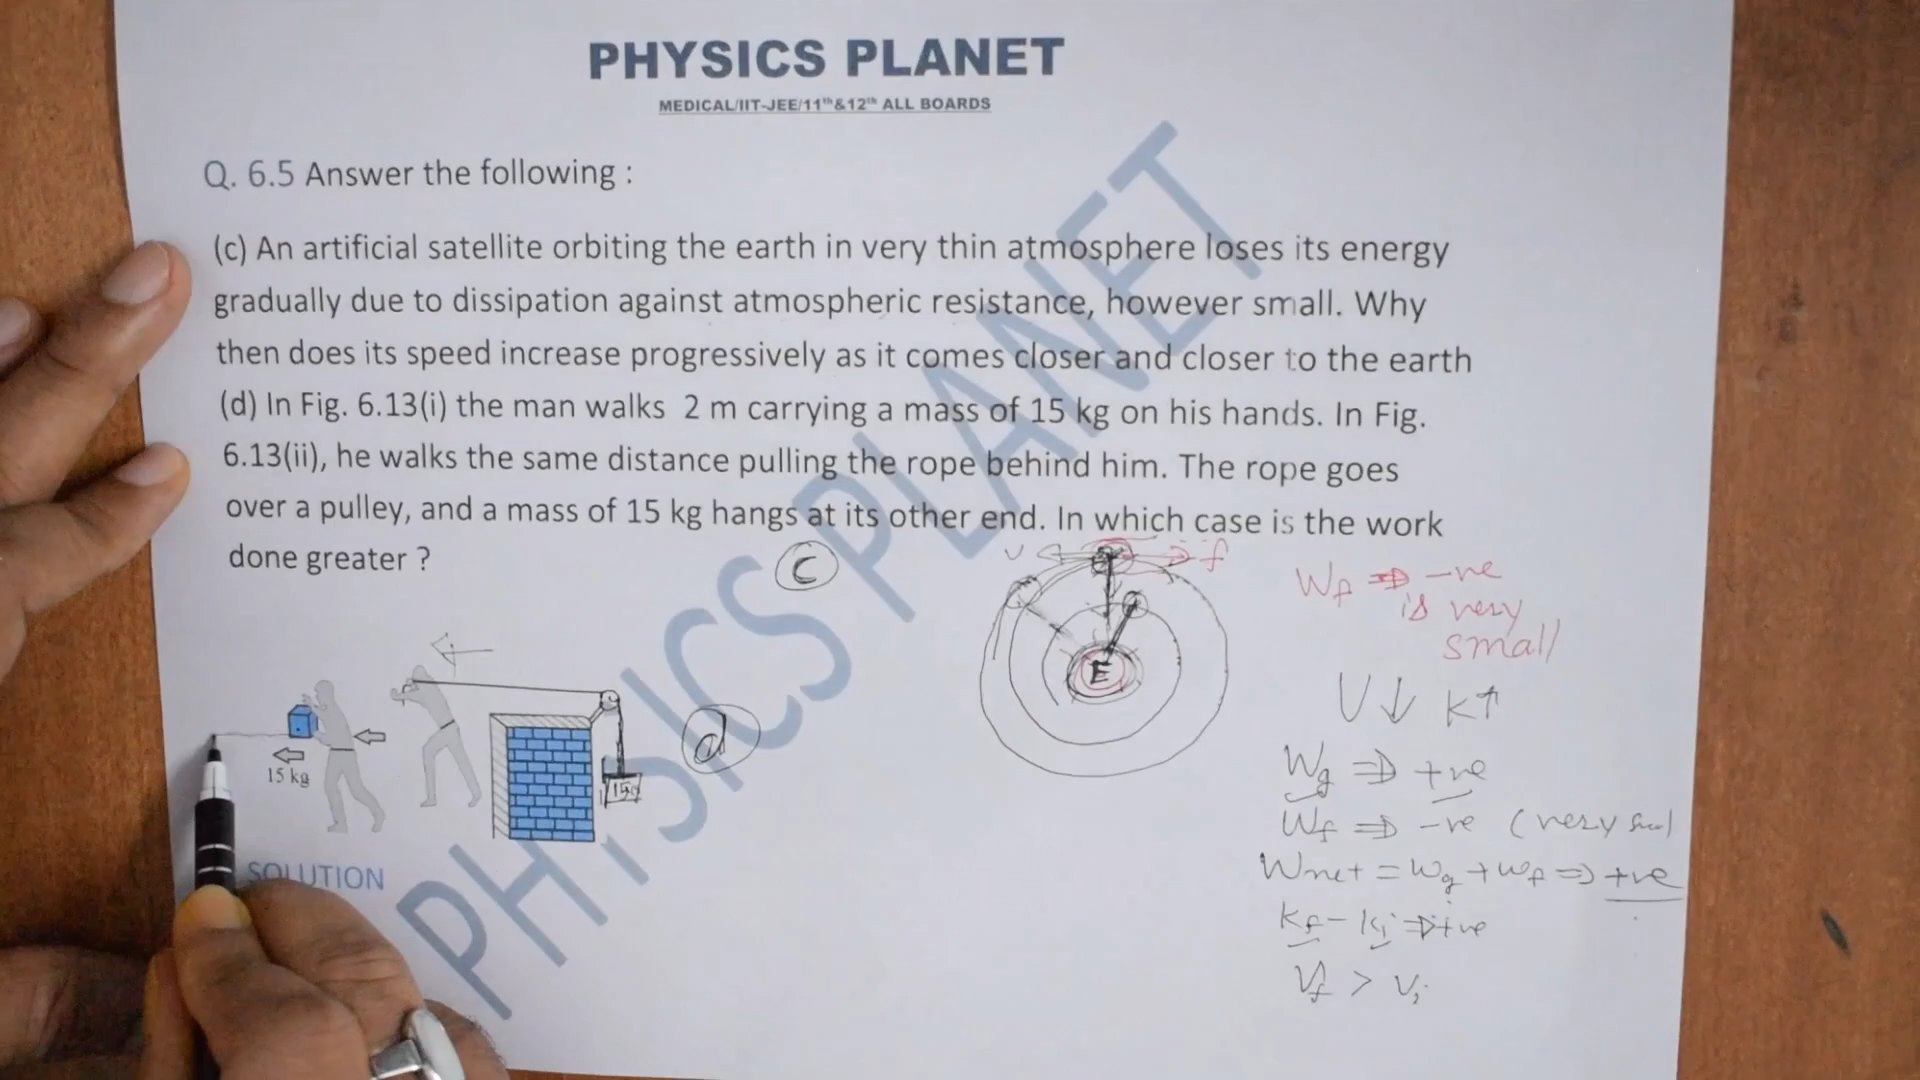 PHYSICS PLANET
MEDICAL/IIT-JEE/11th&12th ALL BOARDS
Q. 6.5 Answer the following :
(c) An artificial satellite orbiting the earth in very thin atmosphere loses its energy
gradually due to dissipation against atmospheric resistance, however small. Why
then does its speed increase progressively as it comes closer and closer to the earth
(d) In Fig. 6.13(i) the man walks 2 m carrying a mass of 15 kg on his hands. In Fig.
6.13(ii), he walks the same distance pulling the rope behind him. The rope goes
over a pulley, and a mass of 15 kg hangs at its other end. In which case is the work
done greater ?
C
v
f
E
Wf ⇒ -ve
is very
small
U↓ K↑
Wg ⇒ +ve
Wf ⇒ -ve (very
Wnet = Wg + Wf ⇒ +ve
Kf - Ki ⇒ +ve
Vf > Vi
15 kg
d
SOLUTION
PHYSICS PLANET